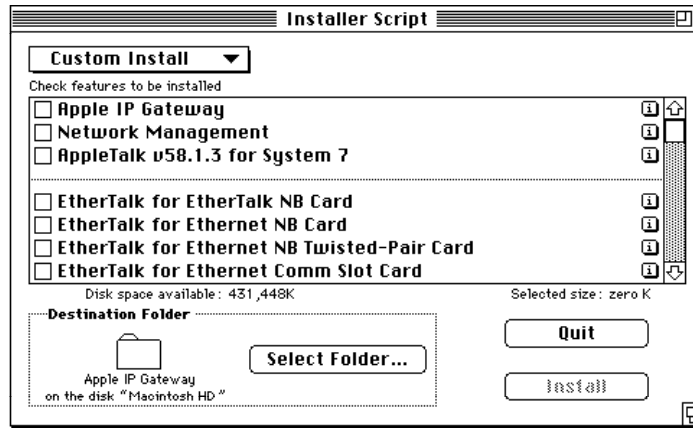 Installer Script
Custom Install
Check features to be installed
Apple IP Gateway
Network Management
AppleTalk v58.1.3 for System 7
EtherTalk for EtherTalk NB Card
EtherTalk for Ethernet NB Card
EtherTalk for Ethernet NB Twisted-Pair Card
EtherTalk for Ethernet Comm Slot Card
Disk space available: 431,448K
Selected size: zero K
Destination Folder
Apple IP Gateway
on the disk "Macintosh HD"
Select Folder...
Quit
Install